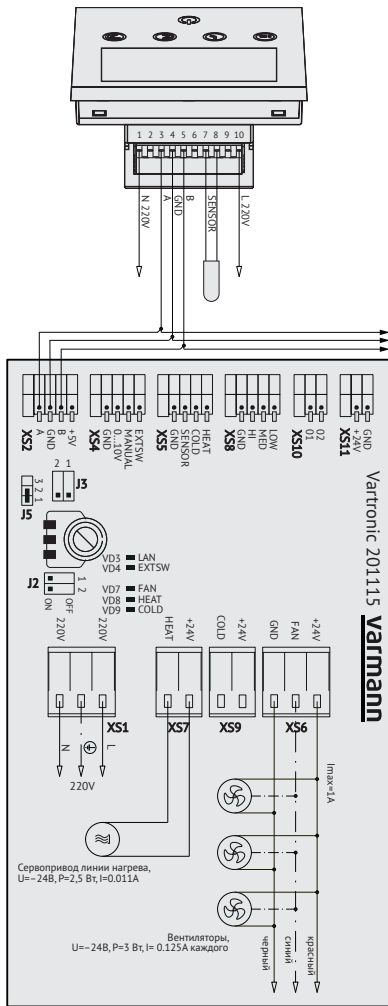 1 2 3 4 5 6 7 8 9 10
N 220V
A
GND
B
SENSOR
L 220V
A
GND
B
+5V
XS2
GND
0...10V
MANUAL
EXTSW
XS4
GND
SENSOR
COLD
HEAT
XS5
GND
HI
MED
LOW
XS8
01
02
XS10
+24V
GND
XS11
2 1
J3
3 2 1
J5
Vartronic 201115 varmann
VD3 LAN
VD4 EXTSW
VD7 FAN
VD8 HEAT
VD9 COLD
J2
1
2
ON
OFF
220V
220V
XS1
HEAT
+24V
XS7
COLD
+24V
XS9
GND
FAN
+24V
XS6
N
L
220V
Imax=1A
Сервопривод линии нагрева,
U=~24В, P=2,5 Вт, I=0.011А
Вентиляторы,
U=~24В, P=3 Вт, I= 0.125А каждого
черный
синий
красный